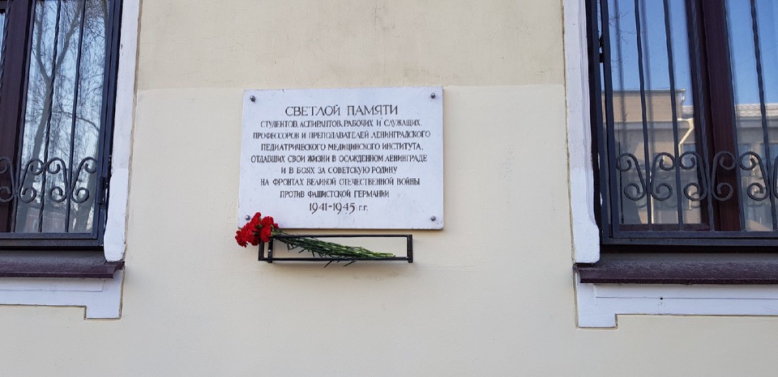 СВЕТЛОЙ ПАМЯТИ
СТУДЕНТОВ, АСПИРАНТОВ, РАБОЧИХ И СЛУЖАЩИХ,
ПРОФЕССОРОВ И ПРЕПОДАВАТЕЛЕЙ ЛЕНИНГРАДСКОГО
ПЕДИАТРИЧЕСКОГО МЕДИЦИНСКОГО ИНСТИТУТА,
ОТДАВШИХ СВОИ ЖИЗНИ В ОСАЖДЕННОМ ЛЕНИНГРАДЕ
И В БОЯХ ЗА СОВЕТСКУЮ РОДИНУ
НА ФРОНТАХ ВЕЛИКОЙ ОТЕЧЕСТВЕННОЙ ВОЙНЫ
ПРОТИВ ФАШИСТСКОЙ ГЕРМАНИИ
1941-1945 г.г.